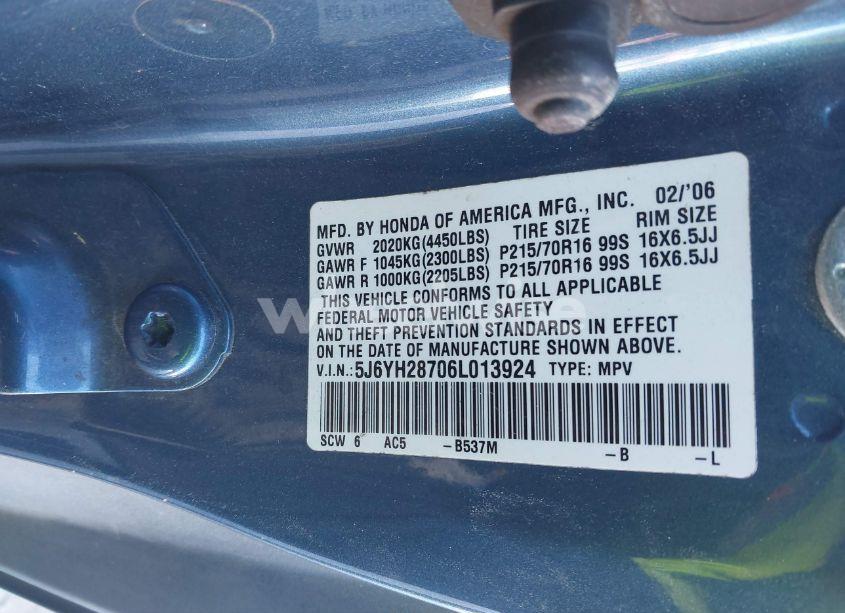 MFD. BY HONDA OF AMERICA MFG., INC. 02/'06
GVWR 2020KG(4450LBS) TIRE SIZE RIM SIZE
GAWR F 1045KG(2300LBS) P215/70R16 99S 16X6.5JJ
GAWR R 1000KG(2205LBS) P215/70R16 99S 16X6.5JJ
THIS VEHICLE CONFORMS TO ALL APPLICABLE
FEDERAL MOTOR VEHICLE SAFETY
AND THEFT PREVENTION STANDARDS IN EFFECT
ON THE DATE OF MANUFACTURE SHOWN ABOVE.
V.I.N.:5J6YH28706L013924 TYPE: MPV
SCW 6 AC5 -B537M -B -L